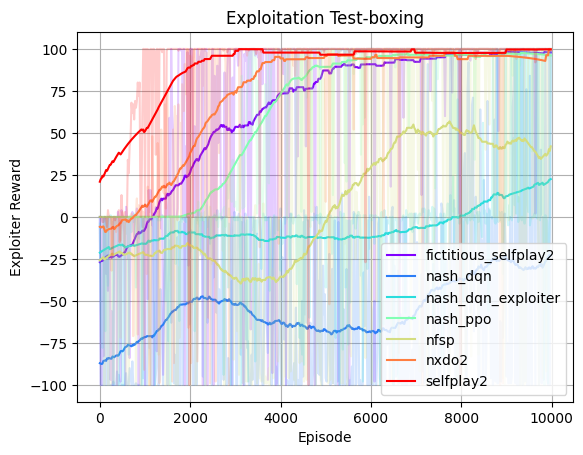 Exploitation Test-boxing
Exploiter Reward
100
75
50
25
0
−25
−50
−75
−100
0
2000
4000
6000
8000
10000
Episode
fictitious_selfplay2
nash_dqn
nash_dqn_exploiter
nash_ppo
nfsp
nxdo2
selfplay2